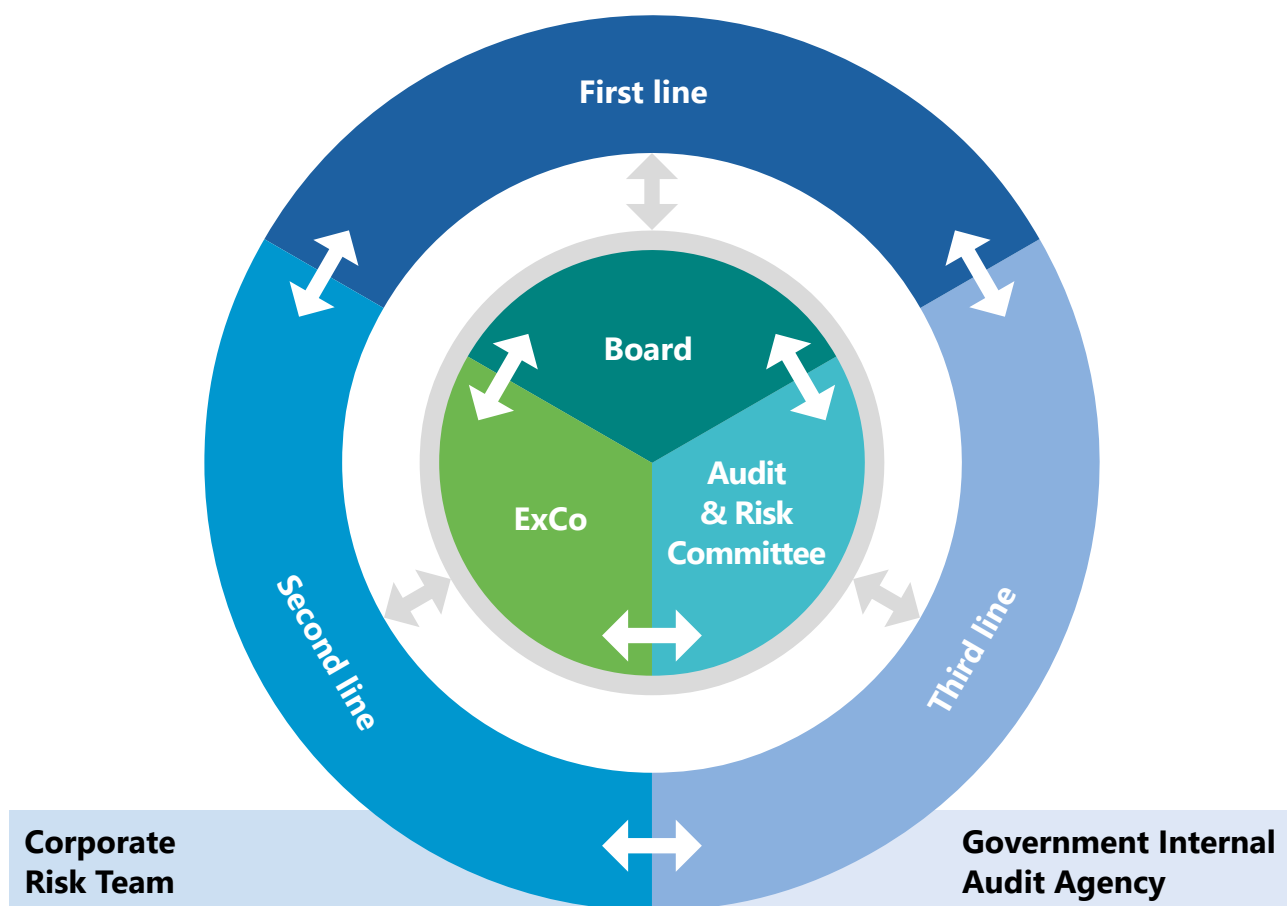 First line
Board
ExCo
Audit
& Risk
Committee
Second line
Third line
Corporate
Risk Team
Government Internal
Audit Agency